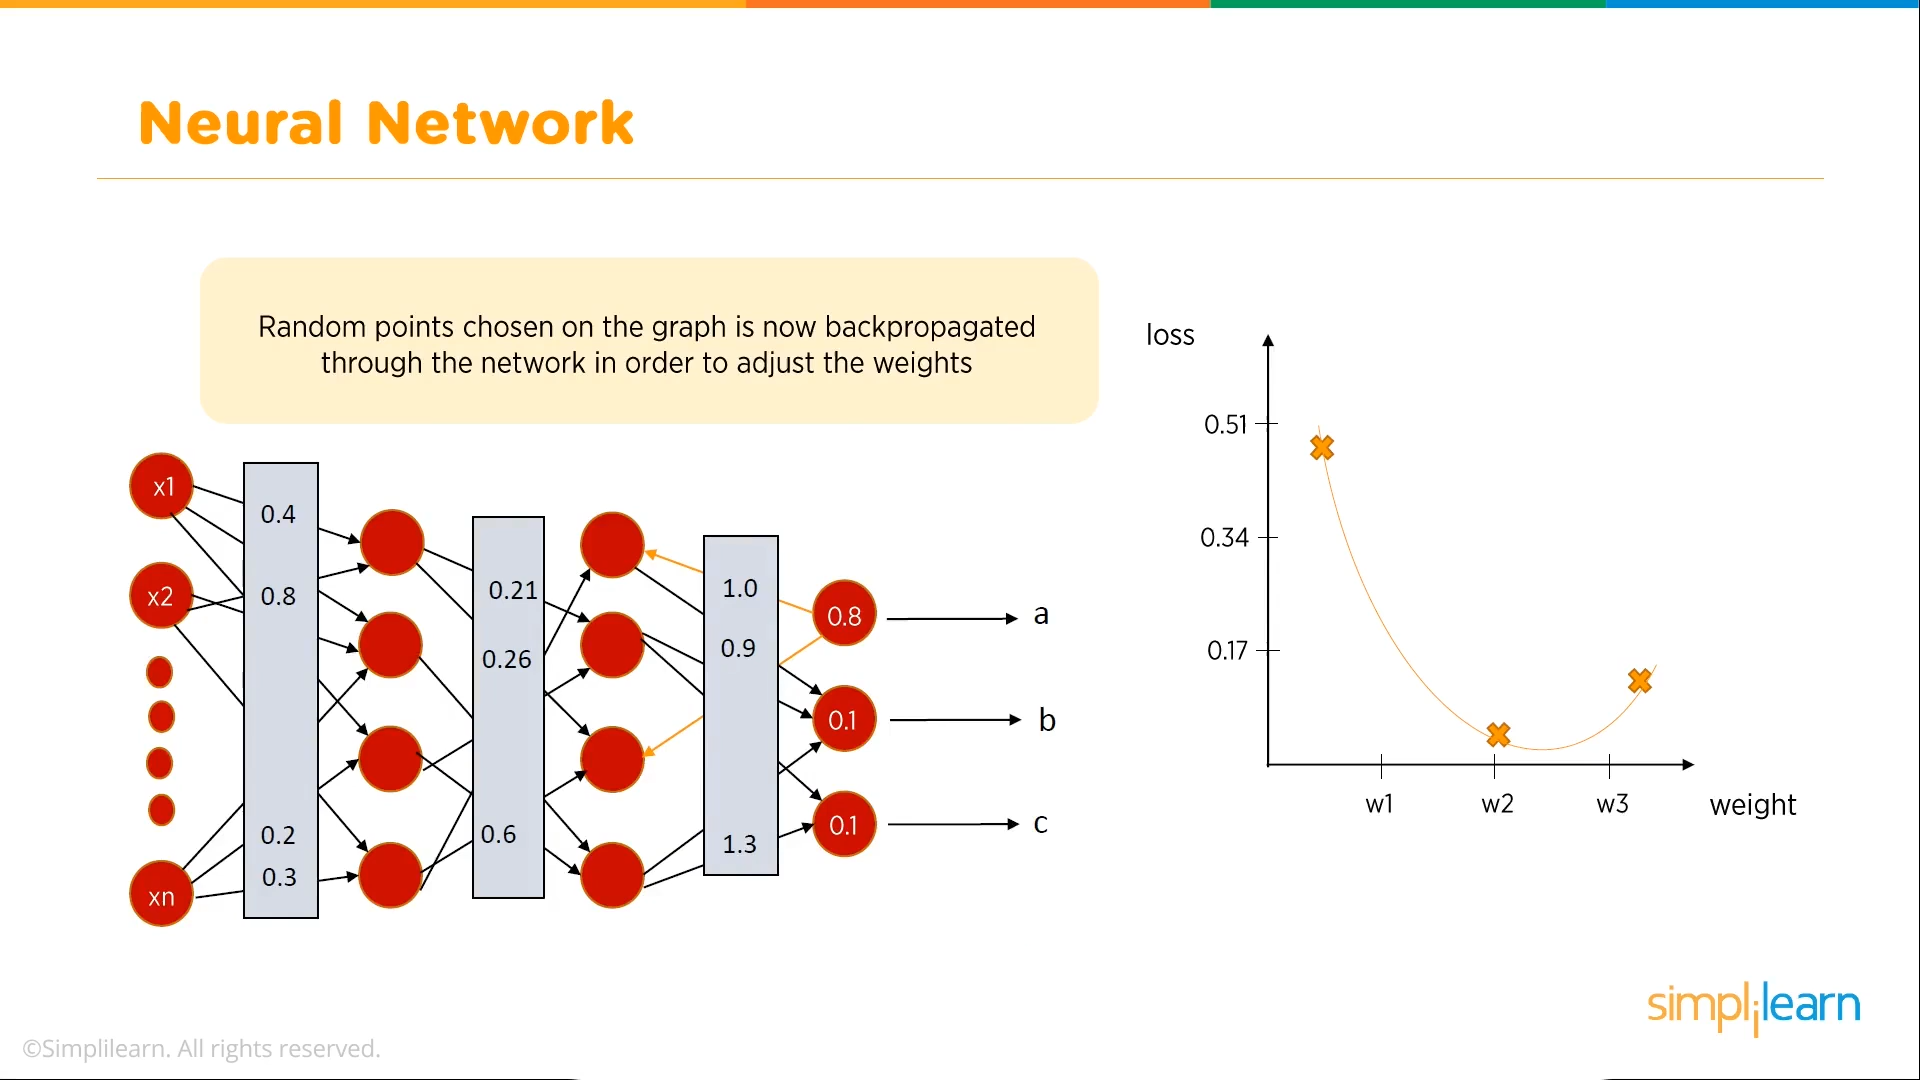 Neural Network
Random points chosen on the graph is now backpropagated
through the network in order to adjust the weights
x1
x2
xn
0.4
0.8
0.2
0.3
0.21
0.26
0.6
1.0
0.9
1.3
0.8
0.1
0.1
a
b
c
loss
0.51
0.34
0.17
w1 w2 w3 weight
simplilearn
©Simplilearn. All rights reserved.